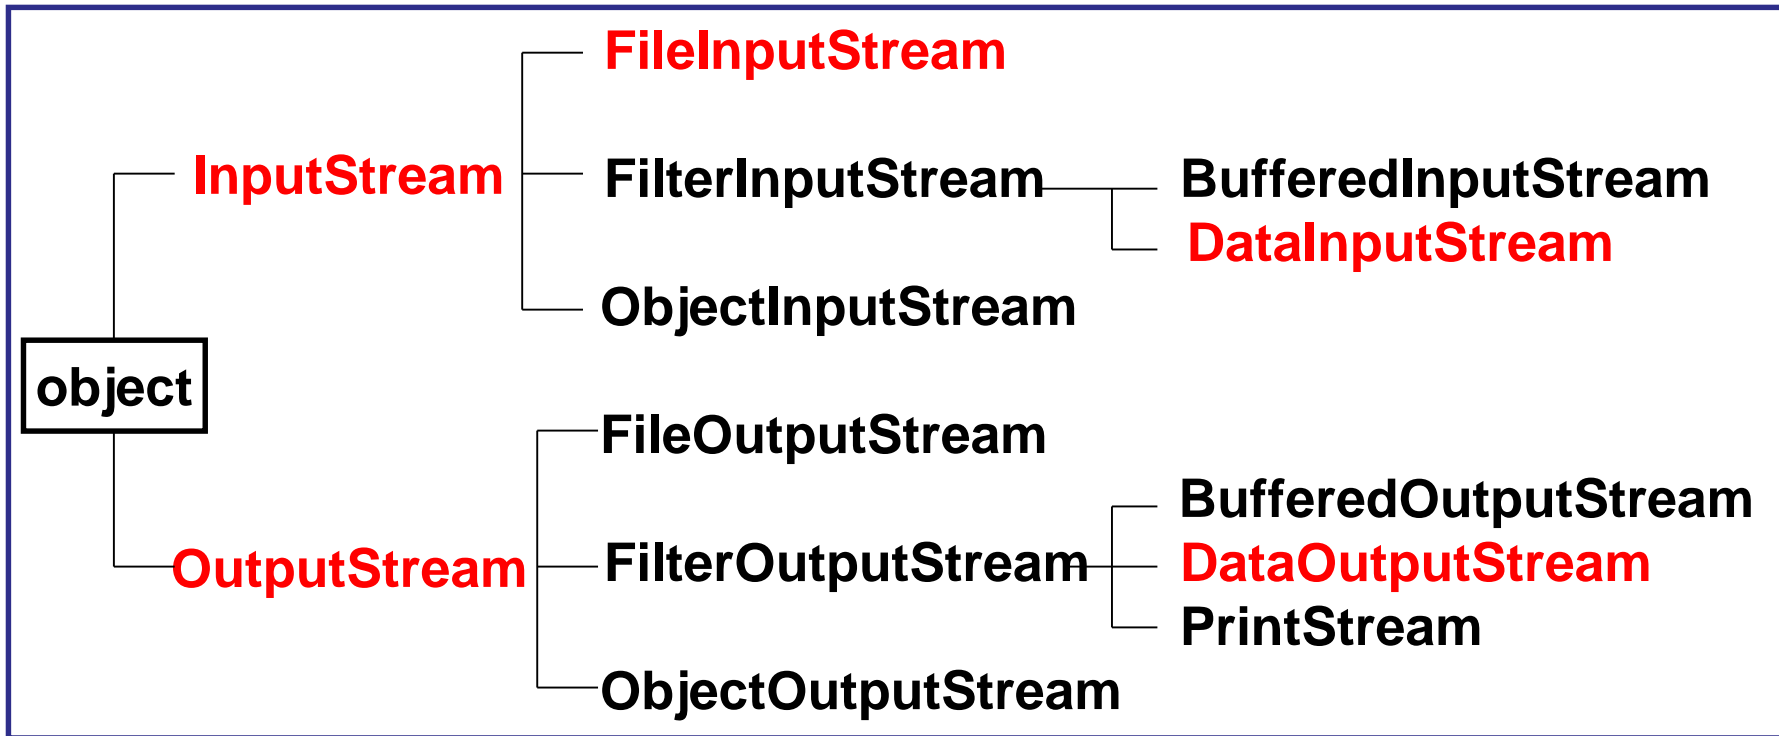 FileInputStream
InputStream
FilterInputStream
BufferedInputStream
DataInputStream
ObjectInputStream
object
FileOutputStream
OutputStream
FilterOutputStream
BufferedOutputStream
DataOutputStream
PrintStream
ObjectOutputStream